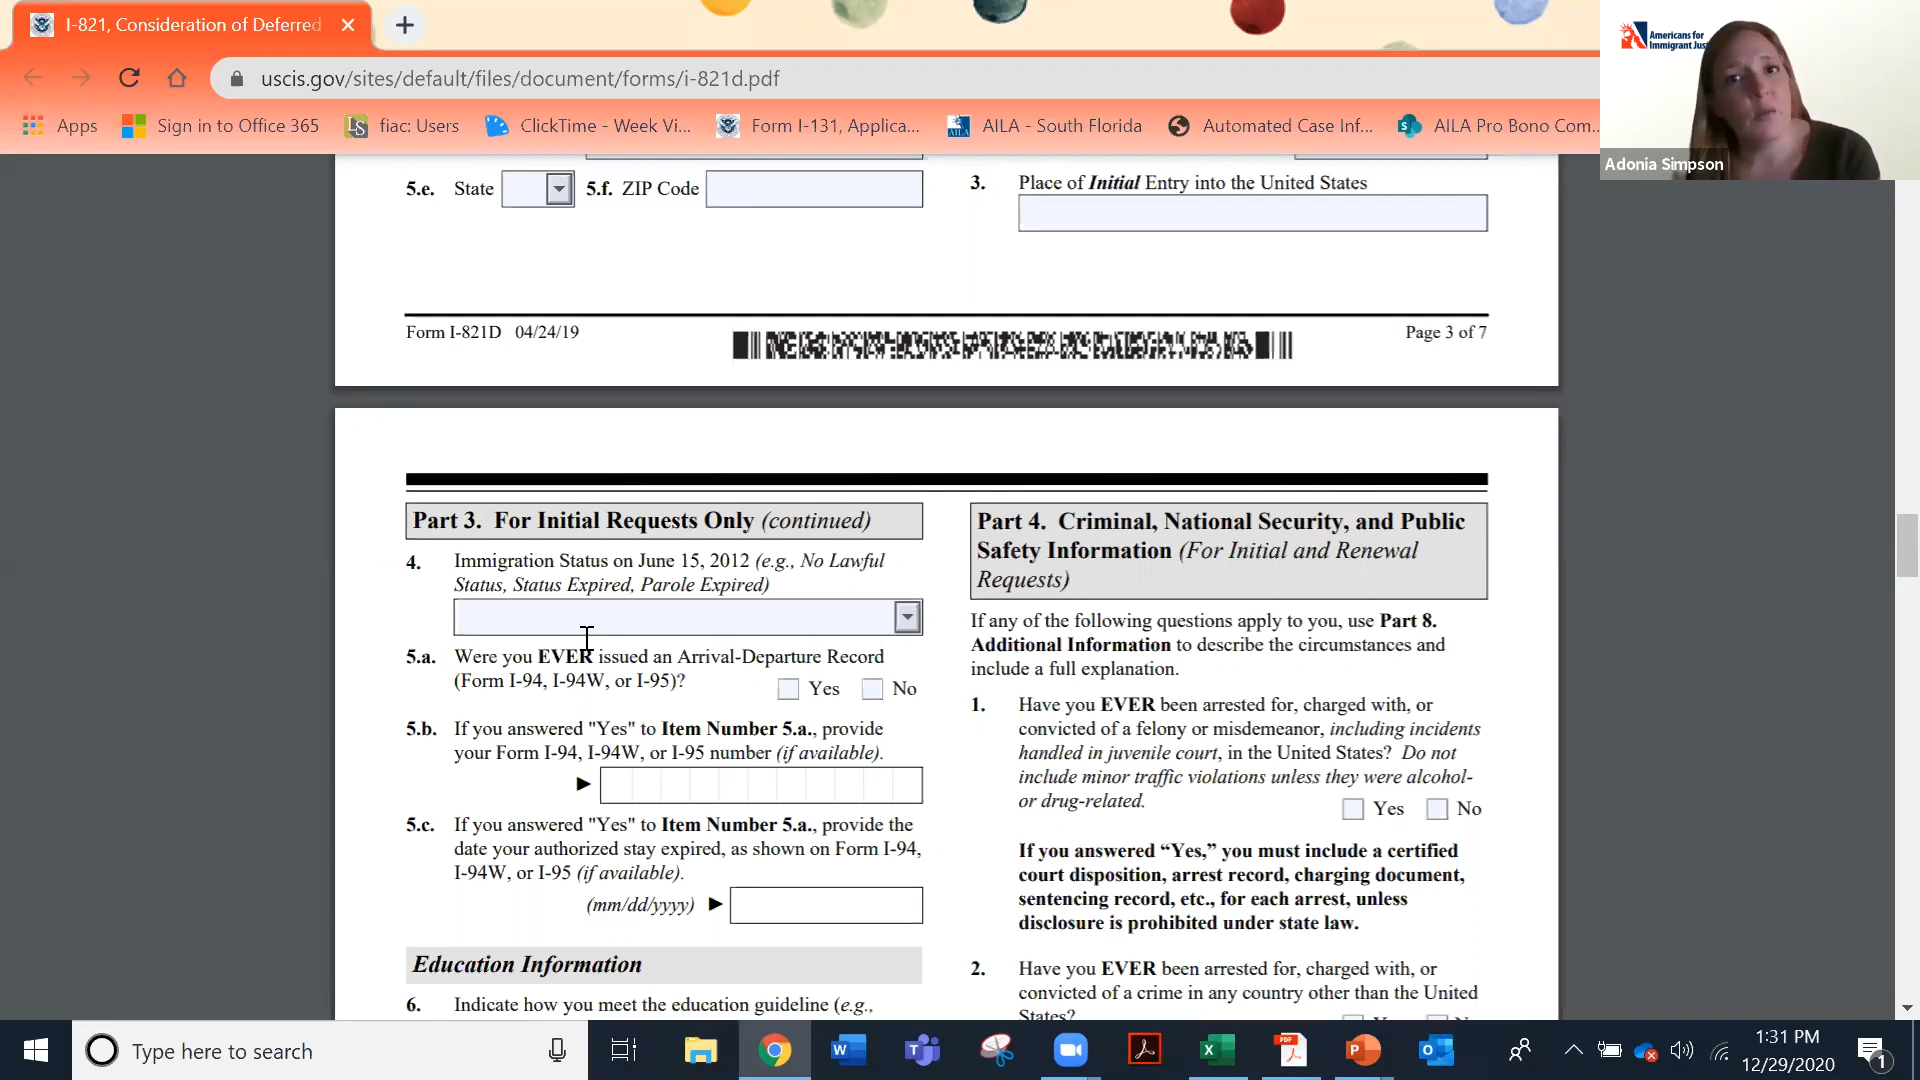 I-821, Consideration of Deferred
uscis.gov/sites/default/files/document/forms/i-821d.pdf
Apps
Sign in to Office 365
fiac: Users
ClickTime - Week Vi...
Form I-131, Applica...
AILA - South Florida
Automated Case Inf...
AILA Pro Bono Com...
Americans for
Immigrant Jus
Adonia Simpson
5.e. State
5.f. ZIP Code
3. Place of Initial Entry into the United States
Form I-821D 04/24/19
Page 3 of 7
Part 3. For Initial Requests Only (continued)
4. Immigration Status on June 15, 2012 (e.g., No Lawful
Status, Status Expired, Parole Expired)
5.a. Were you EVER issued an Arrival-Departure Record
(Form I-94, I-94W, or I-95)?
Yes No
5.b. If you answered "Yes" to Item Number 5.a., provide
your Form I-94, I-94W, or I-95 number (if available).
5.c. If you answered "Yes" to Item Number 5.a., provide the
date your authorized stay expired, as shown on Form I-94,
I-94W, or I-95 (if available).
(mm/dd/yyyy)
Education Information
6. Indicate how you meet the education guideline (e.g.,
Part 4. Criminal, National Security, and Public
Safety Information (For Initial and Renewal
Requests)
If any of the following questions apply to you, use Part 8.
Additional Information to describe the circumstances and
include a full explanation.
1. Have you EVER been arrested for, charged with, or
convicted of a felony or misdemeanor, including incidents
handled in juvenile court, in the United States? Do not
include minor traffic violations unless they were alcohol-
or drug-related.
Yes No
If you answered “Yes,” you must include a certified
court disposition, arrest record, charging document,
sentencing record, etc., for each arrest, unless
disclosure is prohibited under state law.
2. Have you EVER been arrested for, charged with, or
convicted of a crime in any country other than the United
States?
Type here to search
1:31 PM
12/29/2020
1